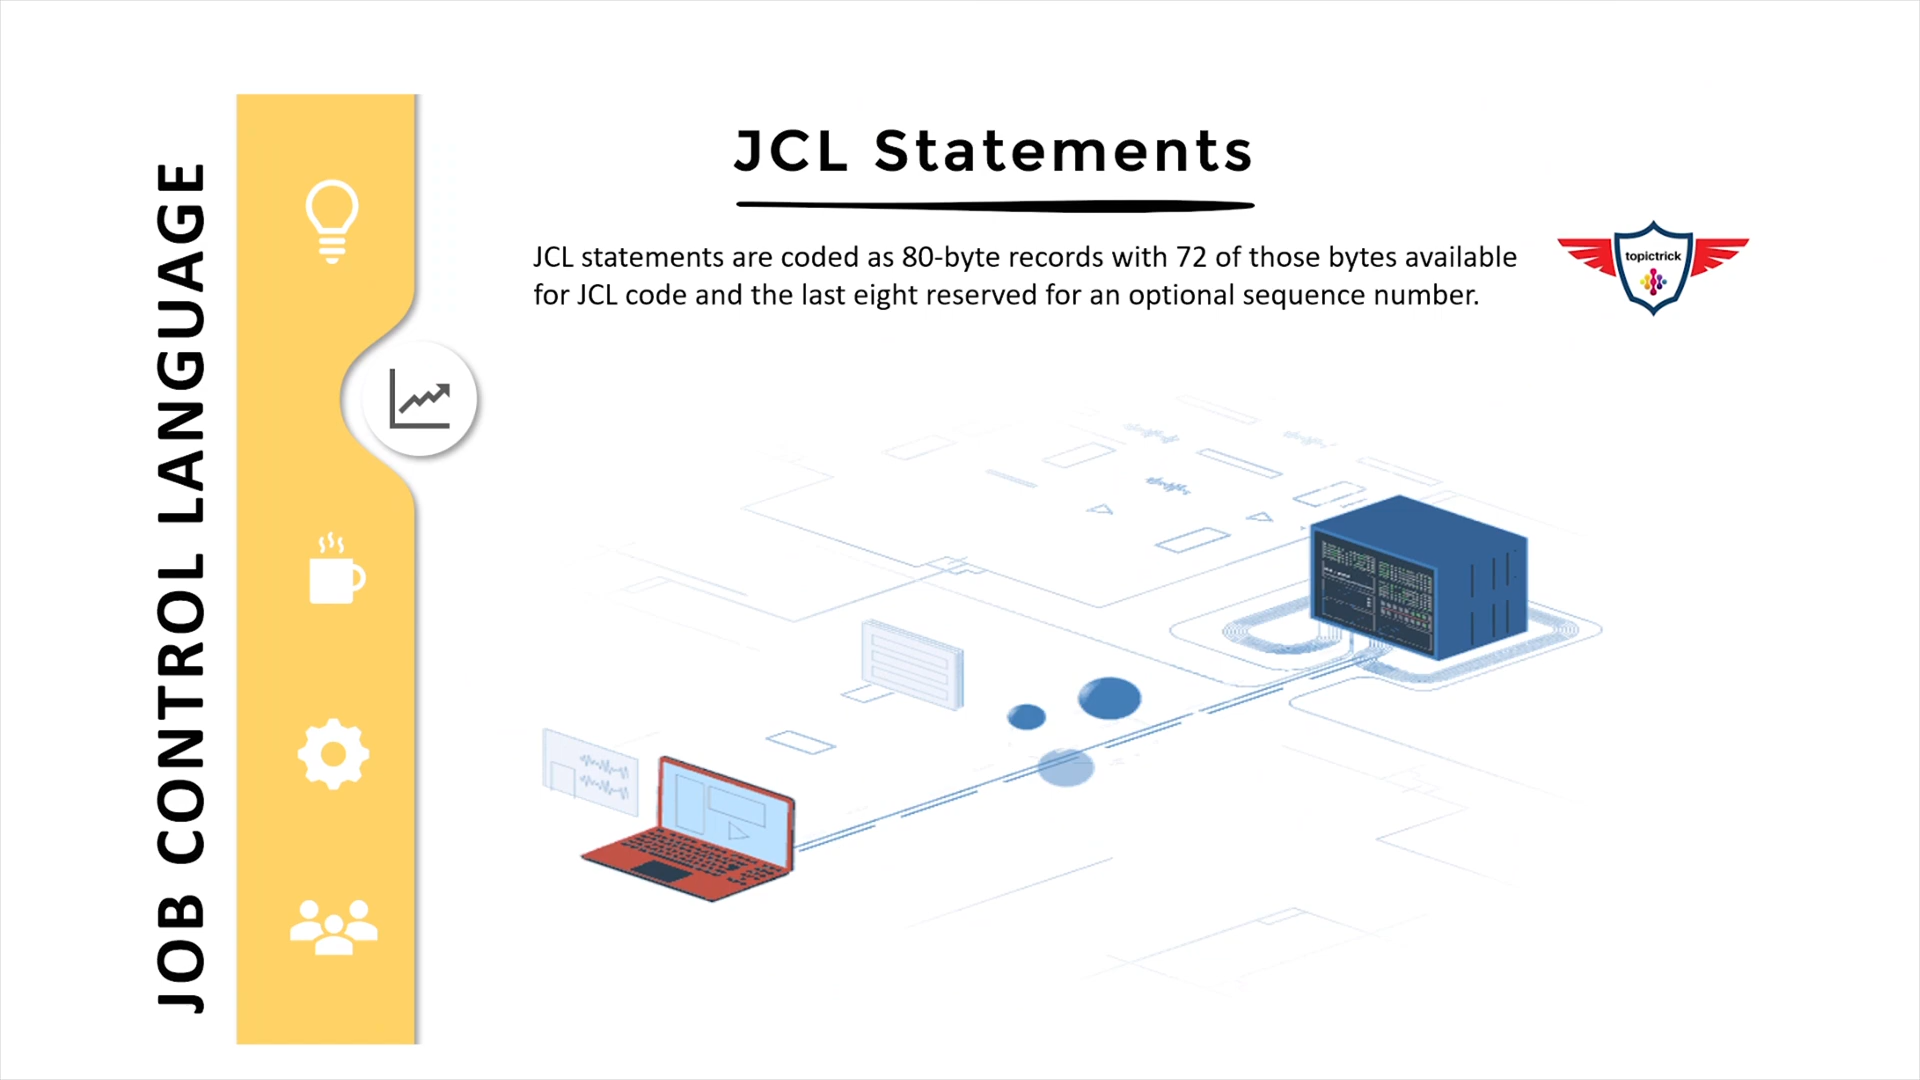 JOB CONTROL LANGUAGE
JCL Statements
JCL statements are coded as 80-byte records with 72 of those bytes available
for JCL code and the last eight reserved for an optional sequence number.
topictrick